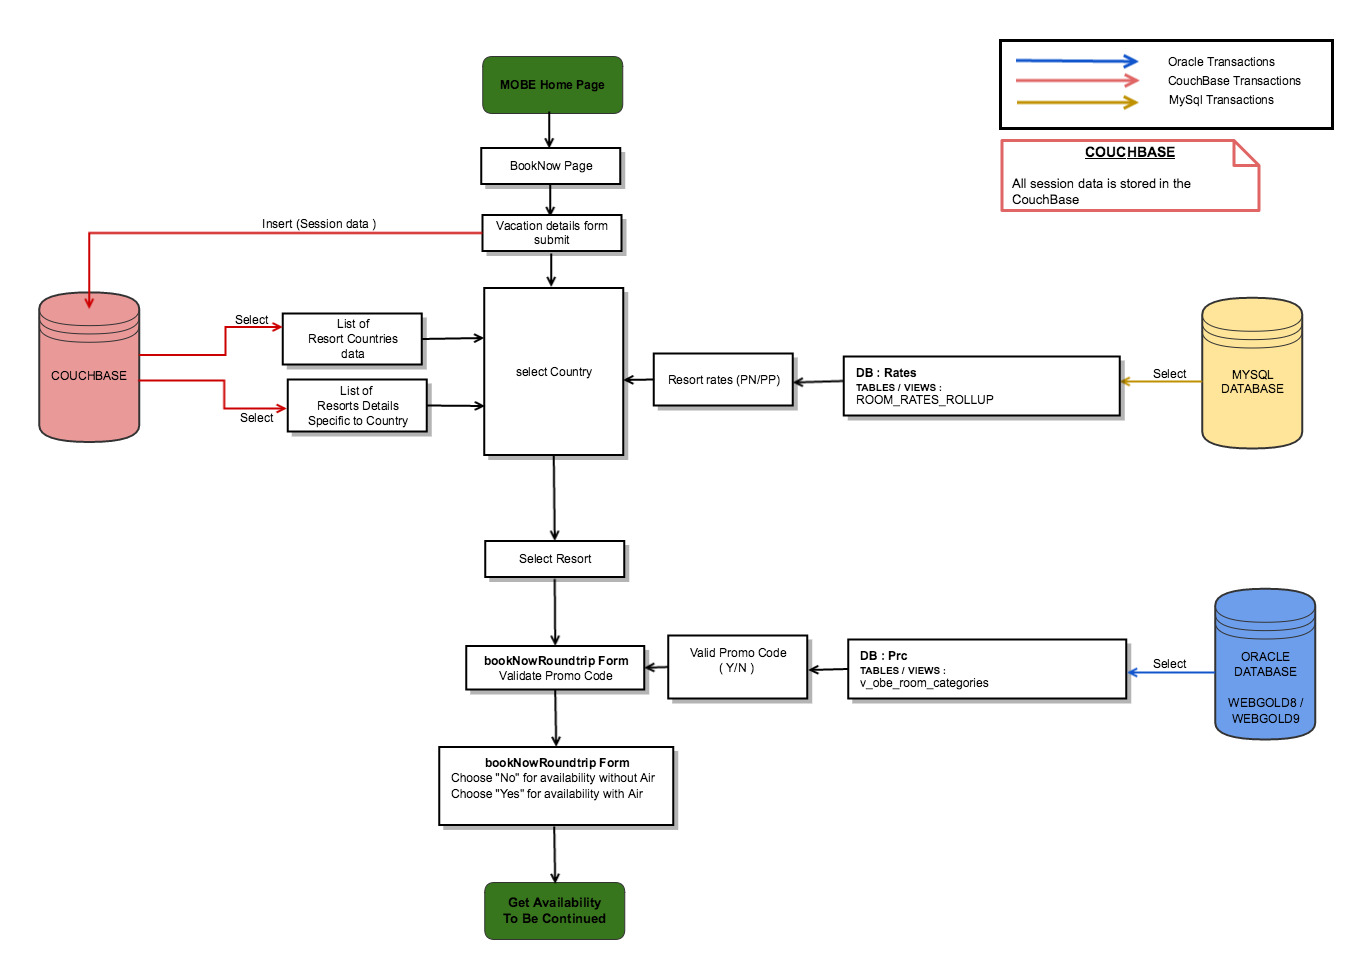 MOBE Home Page
Oracle Transactions
CouchBase Transactions
MySql Transactions
COUCHBASE
All session data is stored in the
CouchBase
BookNow Page
Insert (Session data )
Vacation details form
submit
Select
List of
Resort Countries
data
COUCHBASE
Select
List of
Resorts Details
Specific to Country
select Country
Resort rates (PN/PP)
DB : Rates
TABLES / VIEWS :
ROOM_RATES_ROLLUP
Select
MYSQL
DATABASE
Select Resort
bookNowRoundtrip Form
Validate Promo Code
Valid Promo Code
( Y/N )
DB : Prc
TABLES / VIEWS :
v_obe_room_categories
Select
ORACLE
DATABASE
WEBGOLD8 /
WEBGOLD9
bookNowRoundtrip Form
Choose "No" for availability without Air
Choose "Yes" for availability with Air
Get Availability
To Be Continued